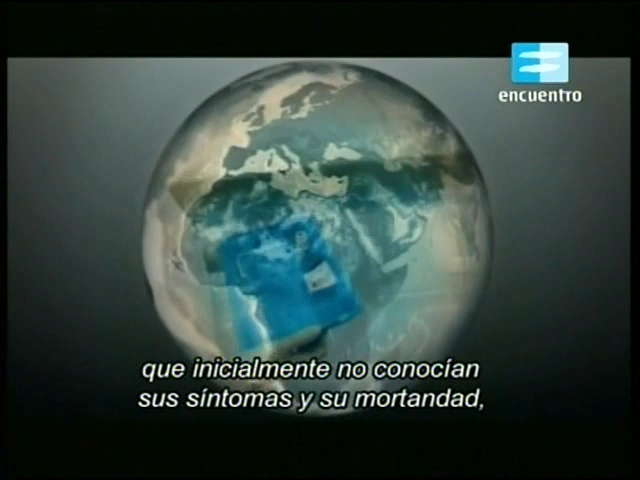 encuentro
que inicialmente no conocían
sus síntomas y su mortandad,